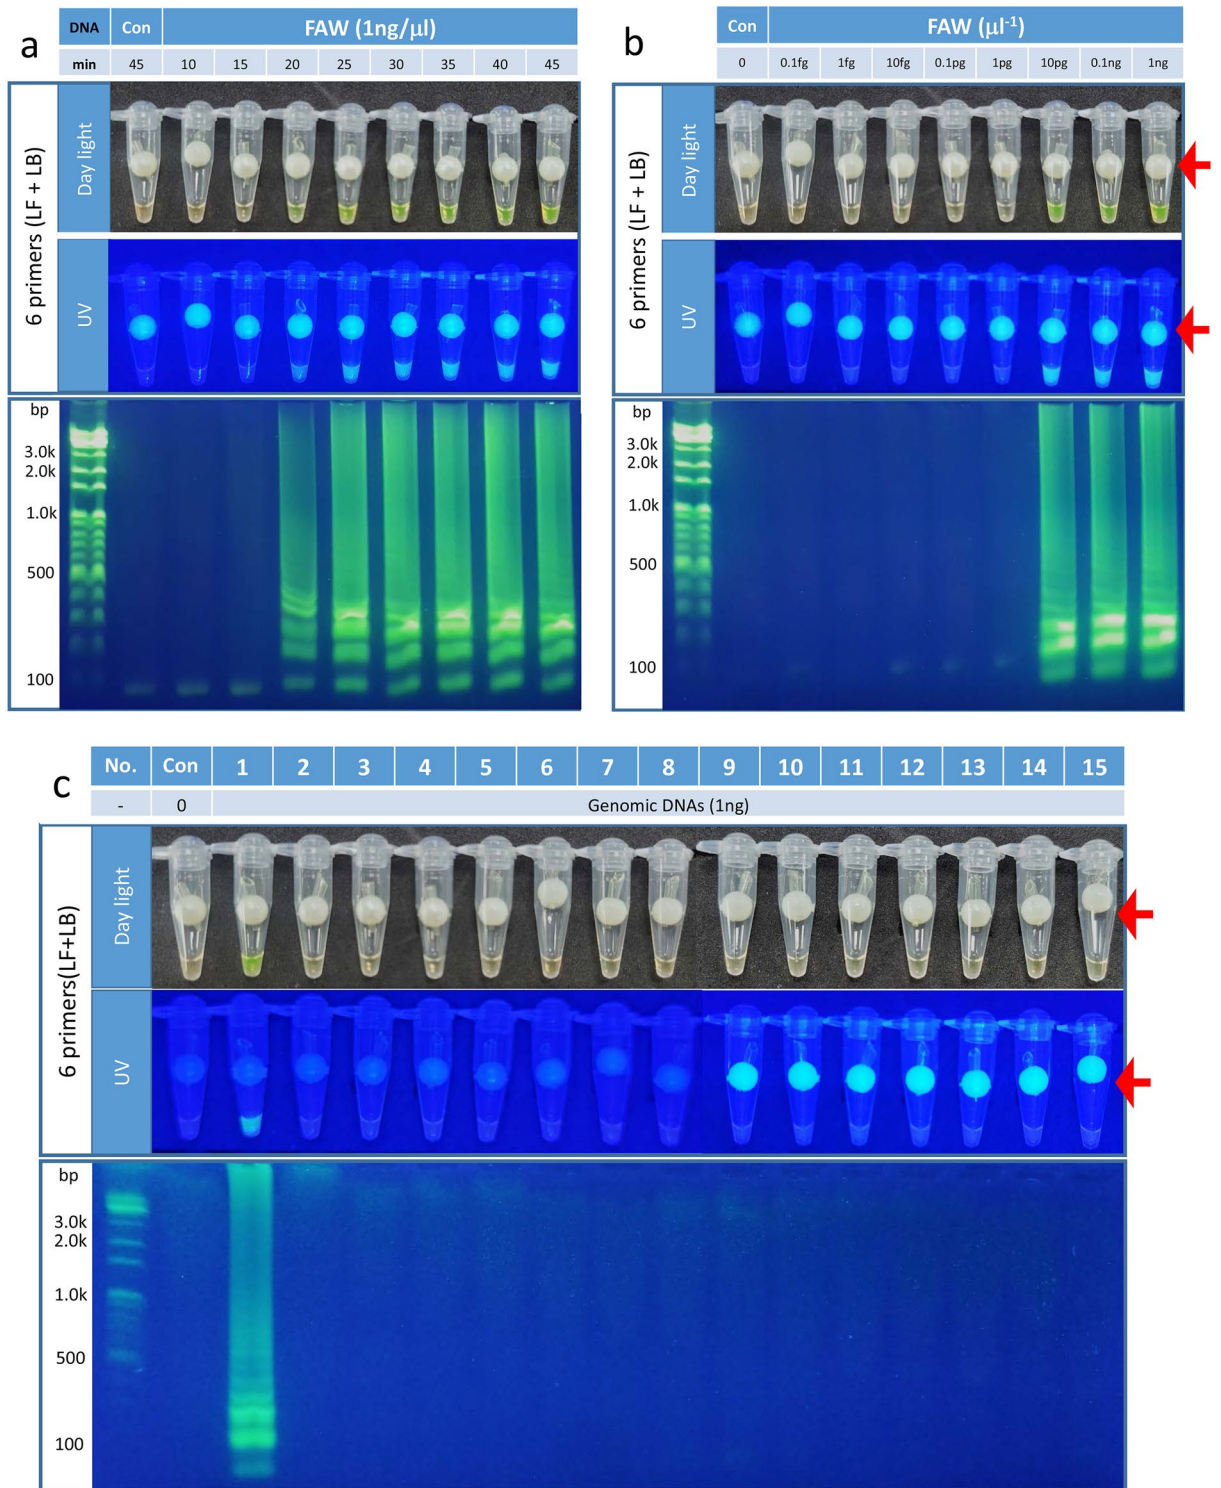 a
DNA Con FAW (1ng/μl)
min 45 10 15 20 25 30 35 40 45
6 primers (LF + LB)
Day light
UV
bp
3.0k
2.0k
1.0k
500
100
b
Con FAW (μl⁻¹)
0 0.1fg 1fg 10fg 0.1pg 1pg 10pg 0.1ng 1ng
6 primers (LF + LB)
Day light
UV
bp
3.0k
2.0k
1.0k
500
100
c
No. Con 1 2 3 4 5 6 7 8 9 10 11 12 13 14 15
- 0 Genomic DNAs (1ng)
6 primers(LF+LB)
Day light
UV
bp
3.0k
2.0k
1.0k
500
100